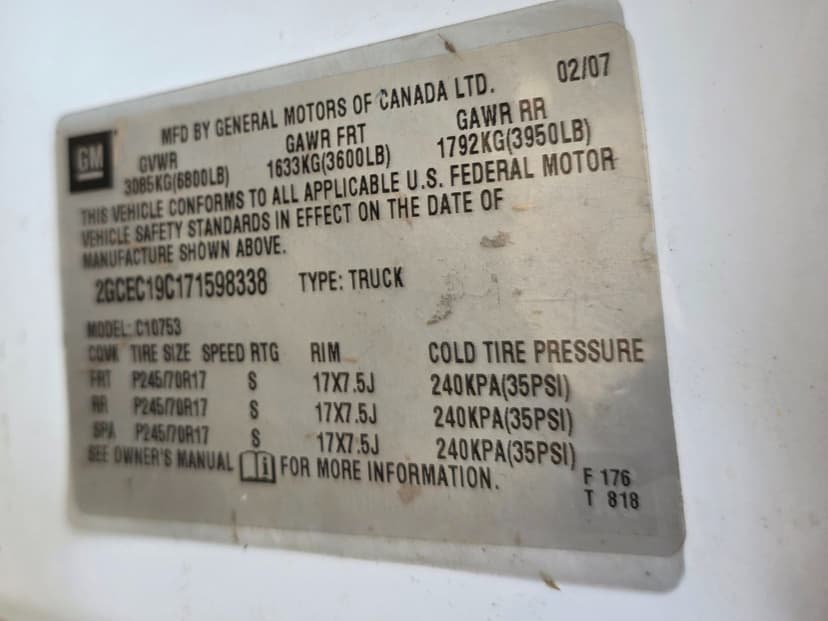 02/07
MFD BY GENERAL MOTORS OF CANADA LTD.
GM
GVWR GAWR FRT GAWR RR
3085KG(6800LB) 1633KG(3600LB) 1792KG(3950LB)
THIS VEHICLE CONFORMS TO ALL APPLICABLE U.S. FEDERAL MOTOR
VEHICLE SAFETY STANDARDS IN EFFECT ON THE DATE OF
MANUFACTURE SHOWN ABOVE.
2GCEC19C171598338 TYPE: TRUCK
MODEL: C10753
COMK TIRE SIZE SPEED RTG RIM COLD TIRE PRESSURE
FRT P245/70R17 S 17X7.5J 240KPA(35PSI)
RR P245/70R17 S 17X7.5J 240KPA(35PSI)
SPA P245/70R17 S 17X7.5J 240KPA(35PSI)
SEE OWNER'S MANUAL i FOR MORE INFORMATION.
F 176
T 818